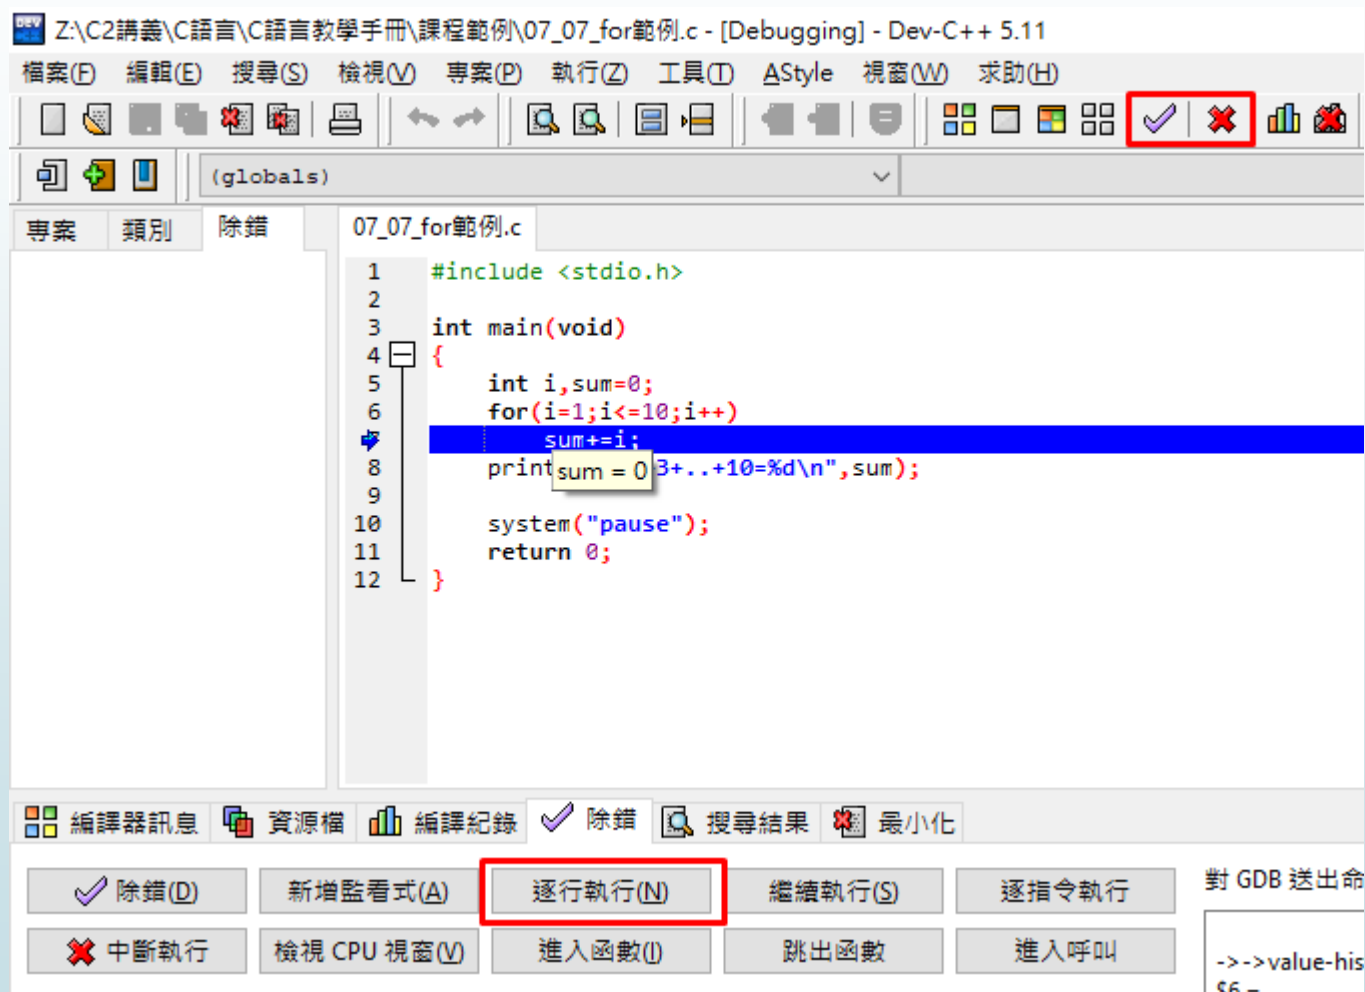 Z:\C2講義\C語言\C語言教學手冊\課程範例\07_07_for範例.c - [Debugging] - Dev-C++ 5.11
檔案(F) 編輯(E) 搜尋(S) 檢視(V) 專案(P) 執行(Z) 工具(T) AStyle 視窗(W) 求助(H)
(globals)
專案 類別 除錯 07_07_for範例.c
1 #include <stdio.h>
2
3 int main(void)
4 {
5 int i,sum=0;
6 for(i=1;i<=10;i++)
sum+=i;
8 print 3+..+10=%d\n",sum);
sum = 0
9
10 system("pause");
11 return 0;
12 }
編譯器訊息 資源檔 編譯紀錄 除錯 搜尋結果 最小化
除錯(D) 新增監看式(A) 逐行執行(N) 繼續執行(S) 逐指令執行 對 GDB 送出命
中斷執行 檢視 CPU 視窗(V) 進入函數(I) 跳出函數 進入呼叫
->->value-his